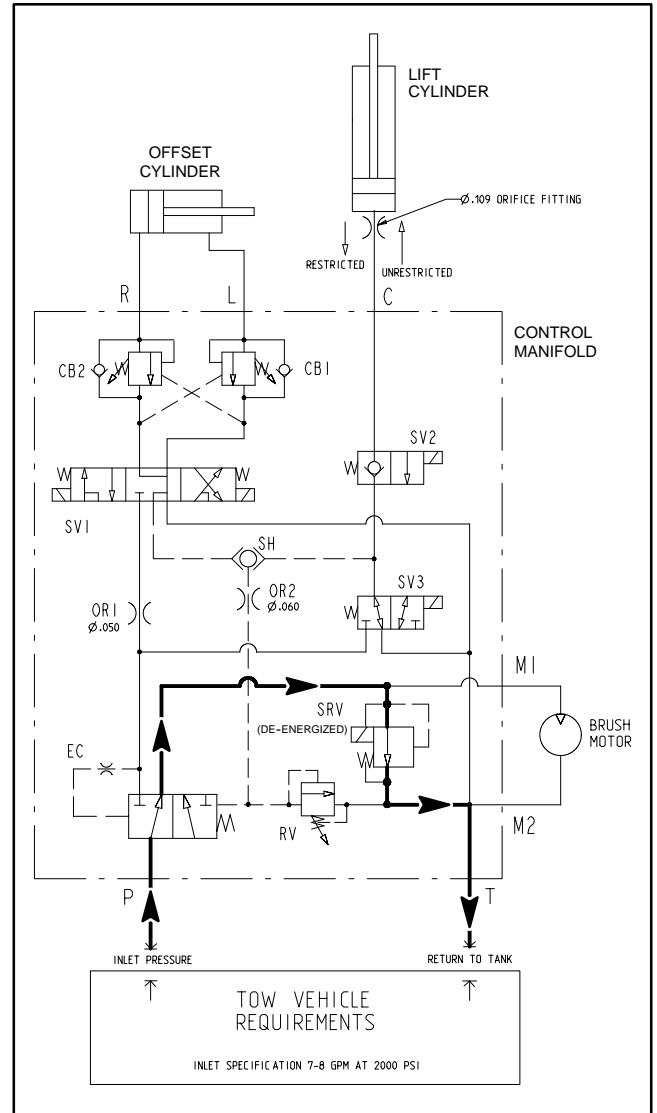 LIFT
CYLINDER
OFFSET
CYLINDER
Ø.109 ORIFICE FITTING
RESTRICTED
UNRESTRICTED
R
L
C
CONTROL
MANIFOLD
CB2
CB1
SV2
SV1
SH
SV3
OR1
Ø.050
OR2
Ø.060
M1
SRV
(DE-ENERGIZED)
BRUSH
MOTOR
EC
RV
M2
P
T
INLET PRESSURE
RETURN TO TANK
TOW VEHICLE
REQUIREMENTS
INLET SPECIFICATION 7-8 GPM AT 2000 PSI